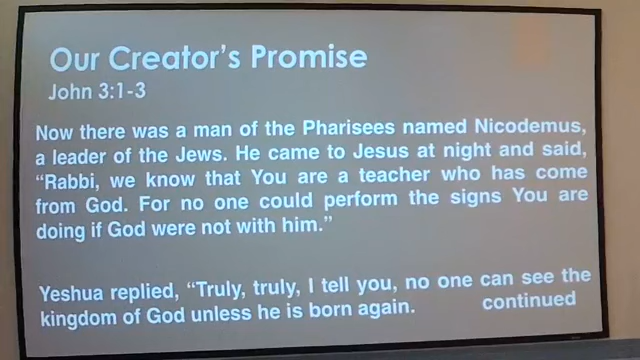 Our Creator's Promise
John 3:1-3
Now there was a man of the Pharisees named Nicodemus,
a leader of the Jews. He came to Jesus at night and said,
“Rabbi, we know that You are a teacher who has come
from God. For no one could perform the signs You are
doing if God were not with him.”
Yeshua replied, “Truly, truly, I tell you, no one can see the
kingdom of God unless he is born again. continued